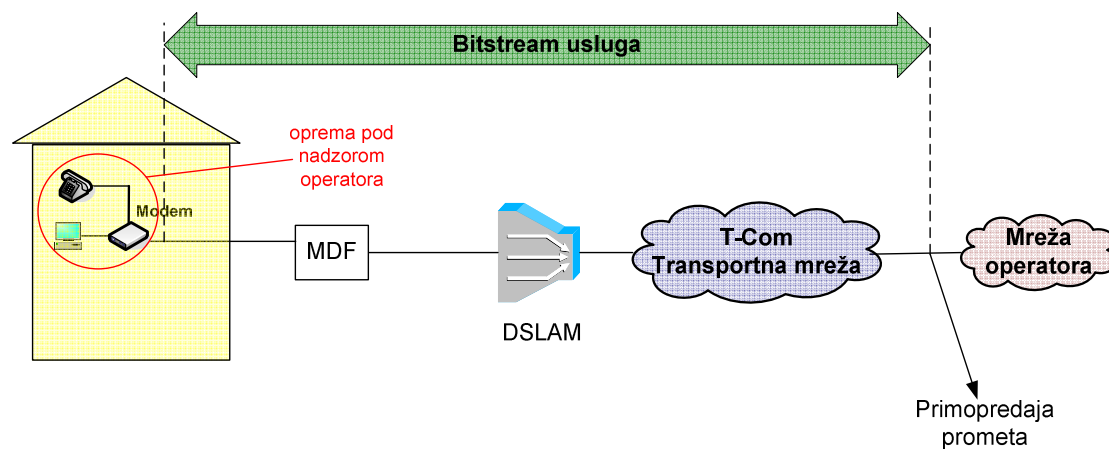 Bitstream usluga
oprema pod
nadzorom
operatora
Modem
MDF
DSLAM
T-Com
Transportna mreža
Mreža
operatora
Primopredaja
prometa